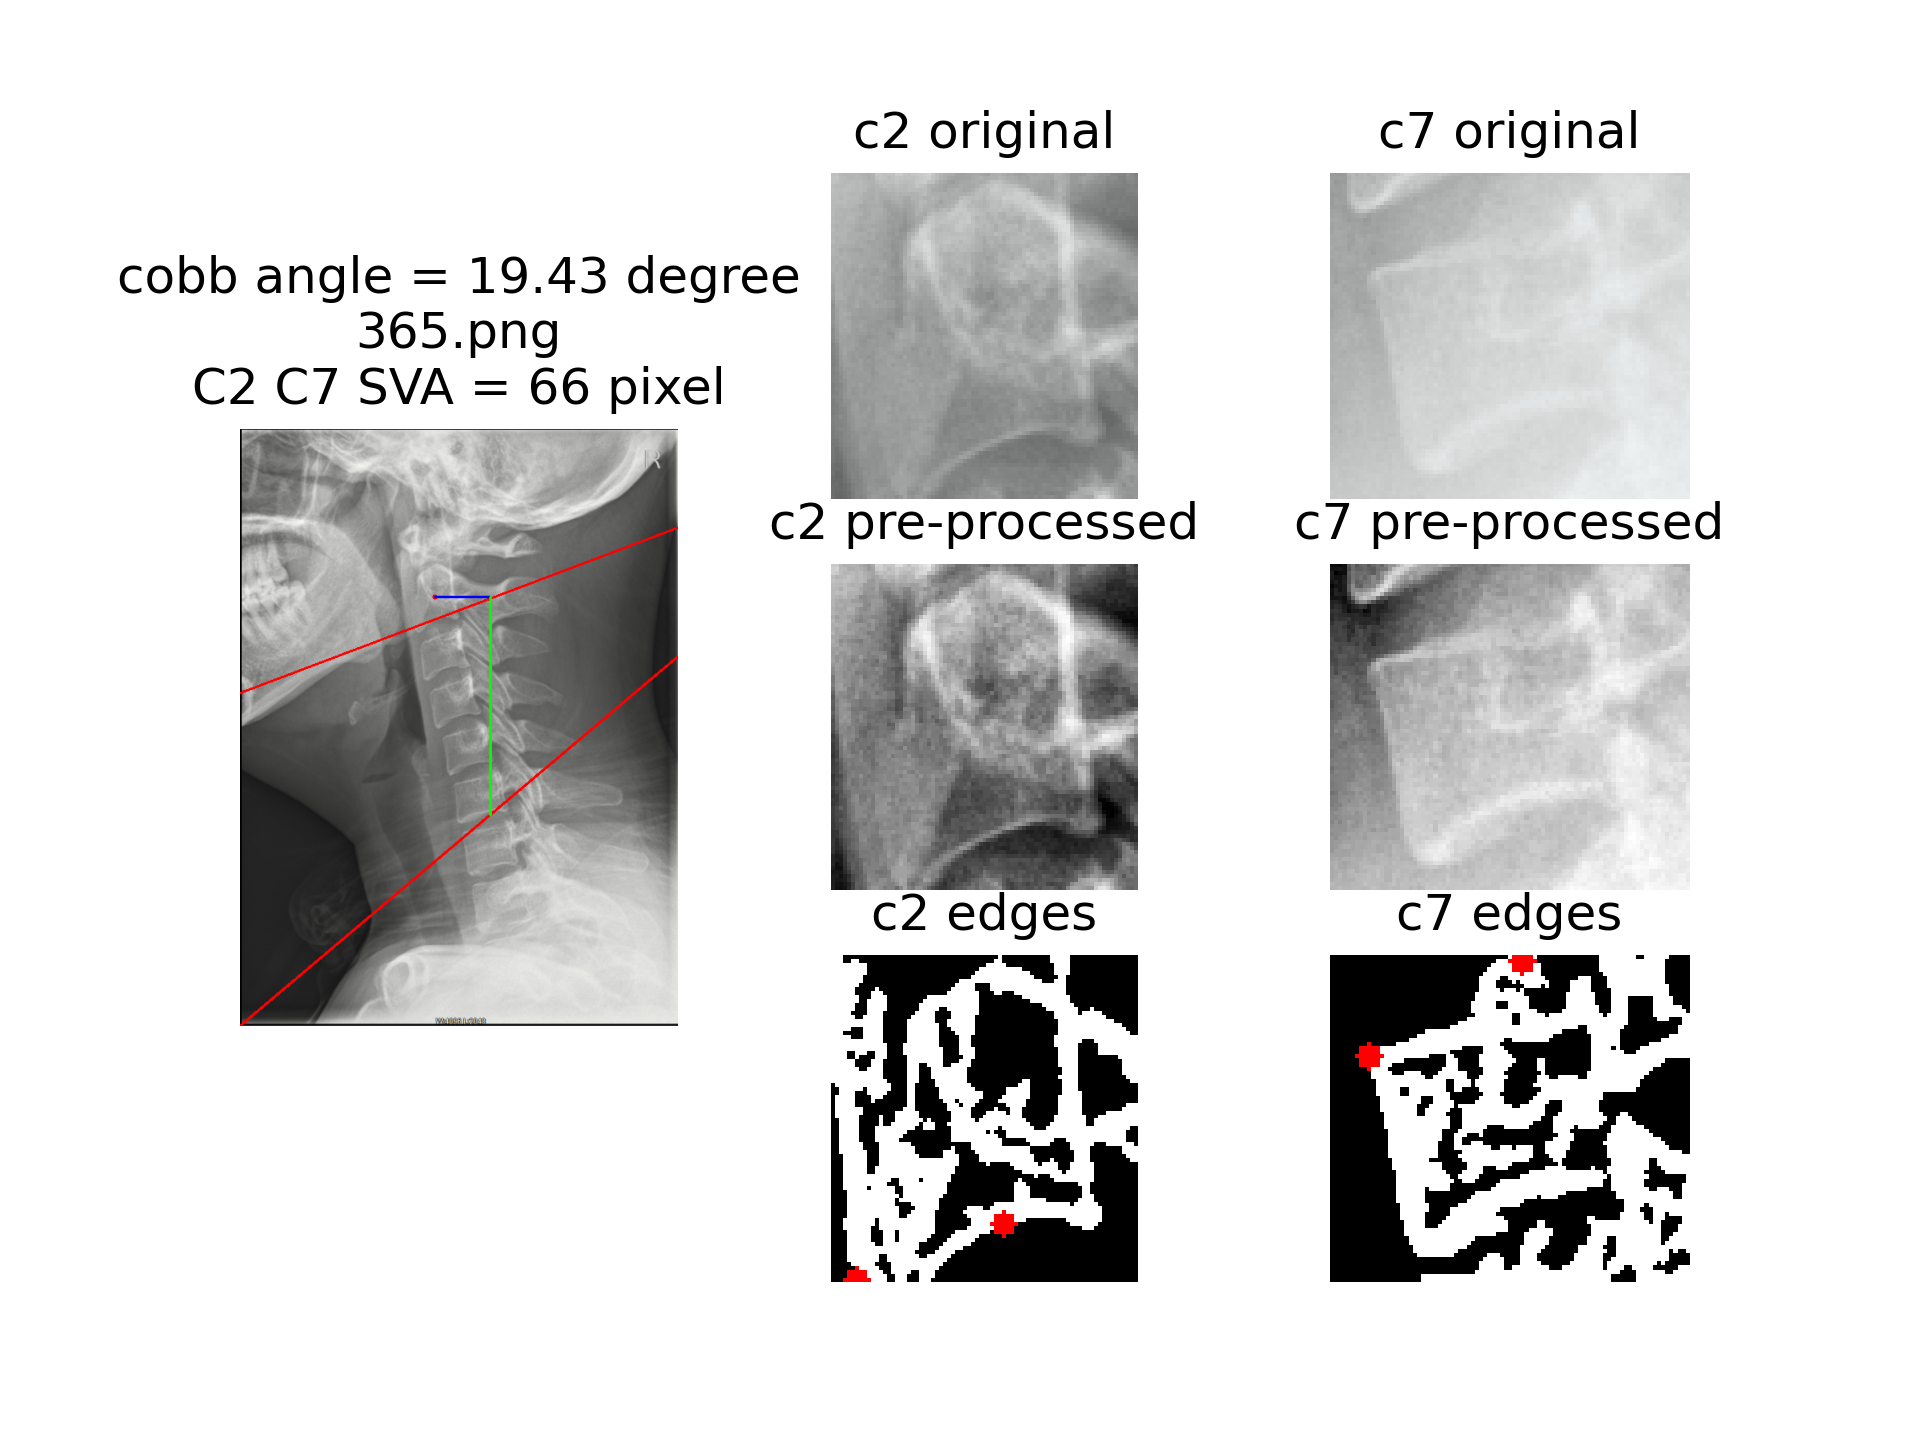 cobb angle = 19.43 degree
365.png
C2 C7 SVA = 66 pixel
R
c2 original
c7 original
c2 pre-processed
c7 pre-processed
c2 edges
c7 edges